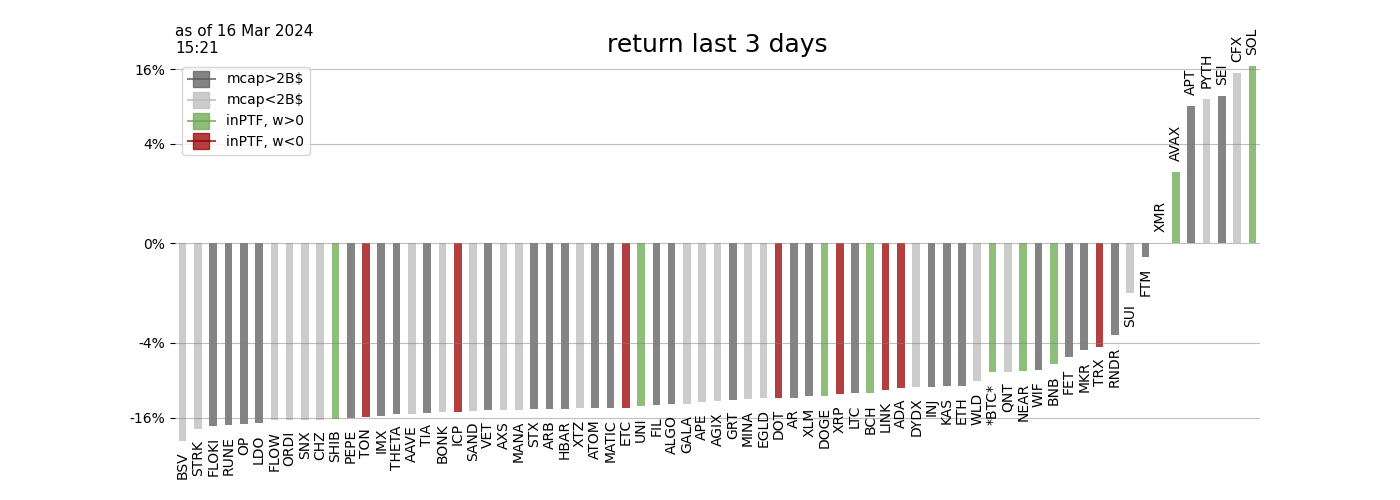 as of 16 Mar 2024
15:21
return last 3 days
16%
4%
0%
-4%
-16%
mcap>2B$
mcap<2B$
inPTF, w>0
inPTF, w<0
BSV
STRK
FLOKI
RUNE
OP
LDO
FLOW
ORDI
SNX
CHZ
SHIB
PEPE
TON
IMX
THETA
AAVE
TIA
BONK
ICP
SAND
VET
AXS
MANA
STX
ARB
HBAR
XTZ
ATOM
MATIC
ETC
UNI
FIL
ALGO
GALA
APE
AGIX
GRT
MINA
EGLD
DOT
AR
XLM
DOGE
XRP
LTC
BCH
LINK
ADA
DYDX
INJ
KAS
ETH
WLD
*BTC*
QNT
NEAR
WIF
BNB
FET
MKR
TRX
RNDR
SUI
FTM
XMR
AVAX
APT
PYTH
SEI
CFX
SOL